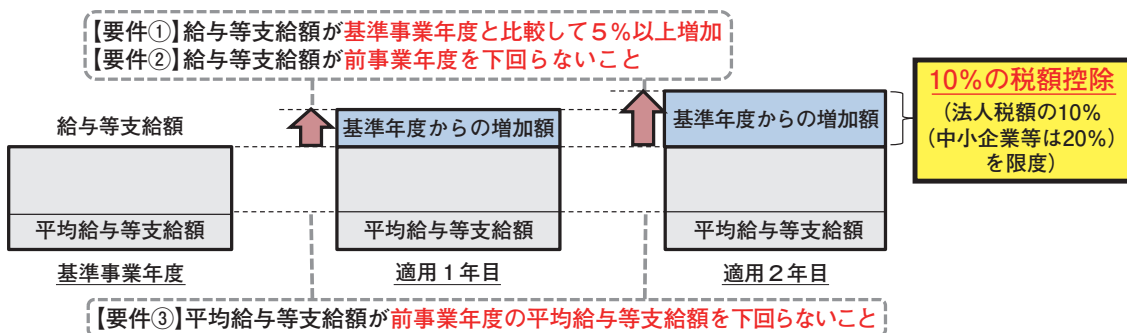 【要件①】給与等支給額が基準事業年度と比較して５％以上増加
【要件②】給与等支給額が前事業年度を下回らないこと
10％の税額控除
（法人税額の10％
（中小企業等は20％）
を限度）
給与等支給額
基準年度からの増加額
基準年度からの増加額
平均給与等支給額
平均給与等支給額
平均給与等支給額
基準事業年度
適用１年目
適用２年目
【要件③】平均給与等支給額が前事業年度の平均給与等支給額を下回らないこと